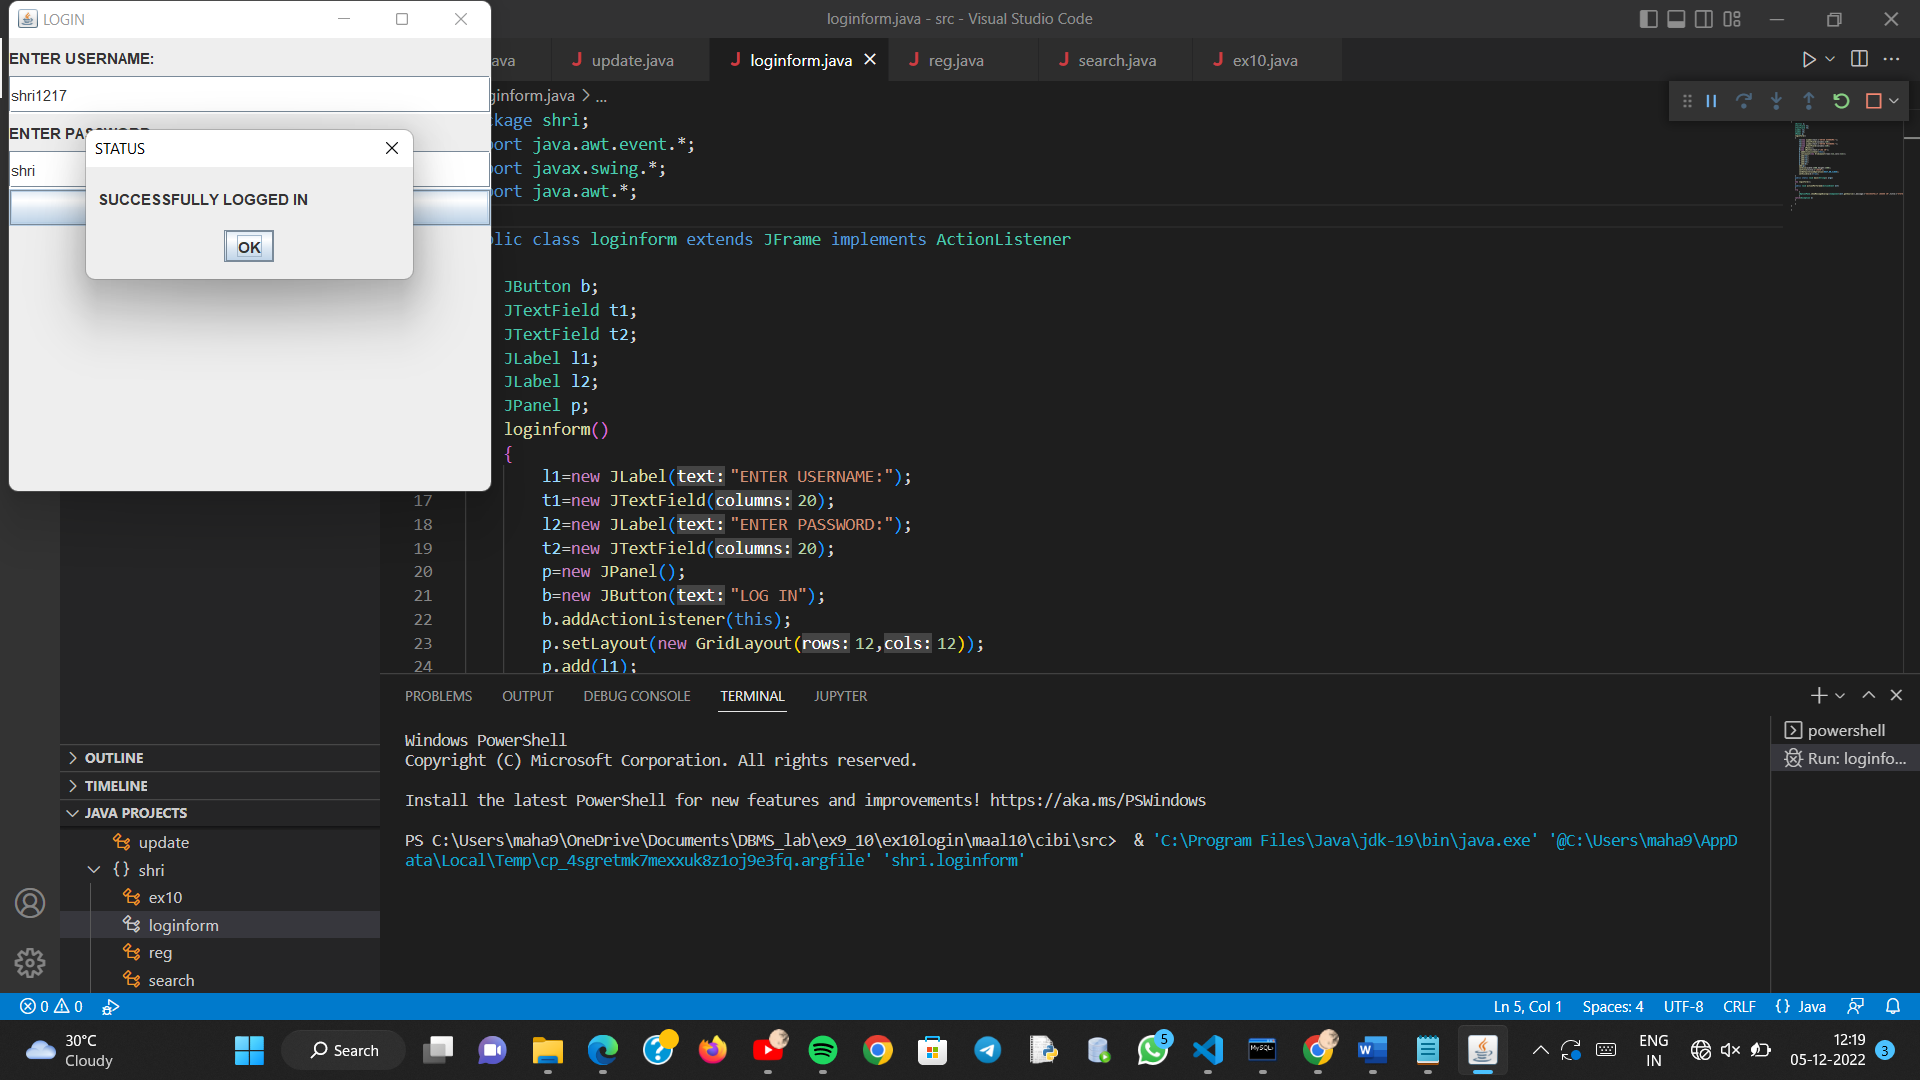 LOGIN
ENTER USERNAME:
shri1217
shri
STATUS
SUCCESSFULLY LOGGED IN
OK
loginform.java - src - Visual Studio Code
ava
update.java
loginform.java
reg.java
search.java
ex10.java
ginform.java > ...
ckage shri;
port java.awt.event.*;
port javax.swing.*;
port java.awt.*;
blic class loginform extends JFrame implements ActionListener
JButton b;
JTextField t1;
JTextField t2;
JLabel l1;
JLabel l2;
JPanel p;
loginform()
{
l1=new JLabel(text: "ENTER USERNAME:");
17 t1=new JTextField(columns: 20);
18 l2=new JLabel(text: "ENTER PASSWORD:");
19 t2=new JTextField(columns: 20);
20 p=new JPanel();
21 b=new JButton(text: "LOG IN");
22 b.addActionListener(this);
23 p.setLayout(new GridLayout(rows: 12,cols: 12));
24 p.add(l1);
PROBLEMS OUTPUT DEBUG CONSOLE TERMINAL JUPYTER
Windows PowerShell
Copyright (C) Microsoft Corporation. All rights reserved.
Install the latest PowerShell for new features and improvements! https://aka.ms/PSWindows
PS C:\Users\maha9\OneDrive\Documents\DBMS_lab\ex9_10\ex10login\maal10\cibi\src> & 'C:\Program Files\Java\jdk-19\bin\java.exe' '@C:\Users\maha9\AppD
ata\Local\Temp\cp_4sgretmk7mexxuk8z1oj9e3fq.argfile' 'shri.loginform'
powershell
Run: loginfo...
OUTLINE
TIMELINE
JAVA PROJECTS
update
{} shri
ex10
loginform
reg
search
0 0
Ln 5, Col 1 Spaces: 4 UTF-8 CRLF {} Java
30°C
Cloudy
Search
5
MySQL
ENG
IN
12:19
05-12-2022
3